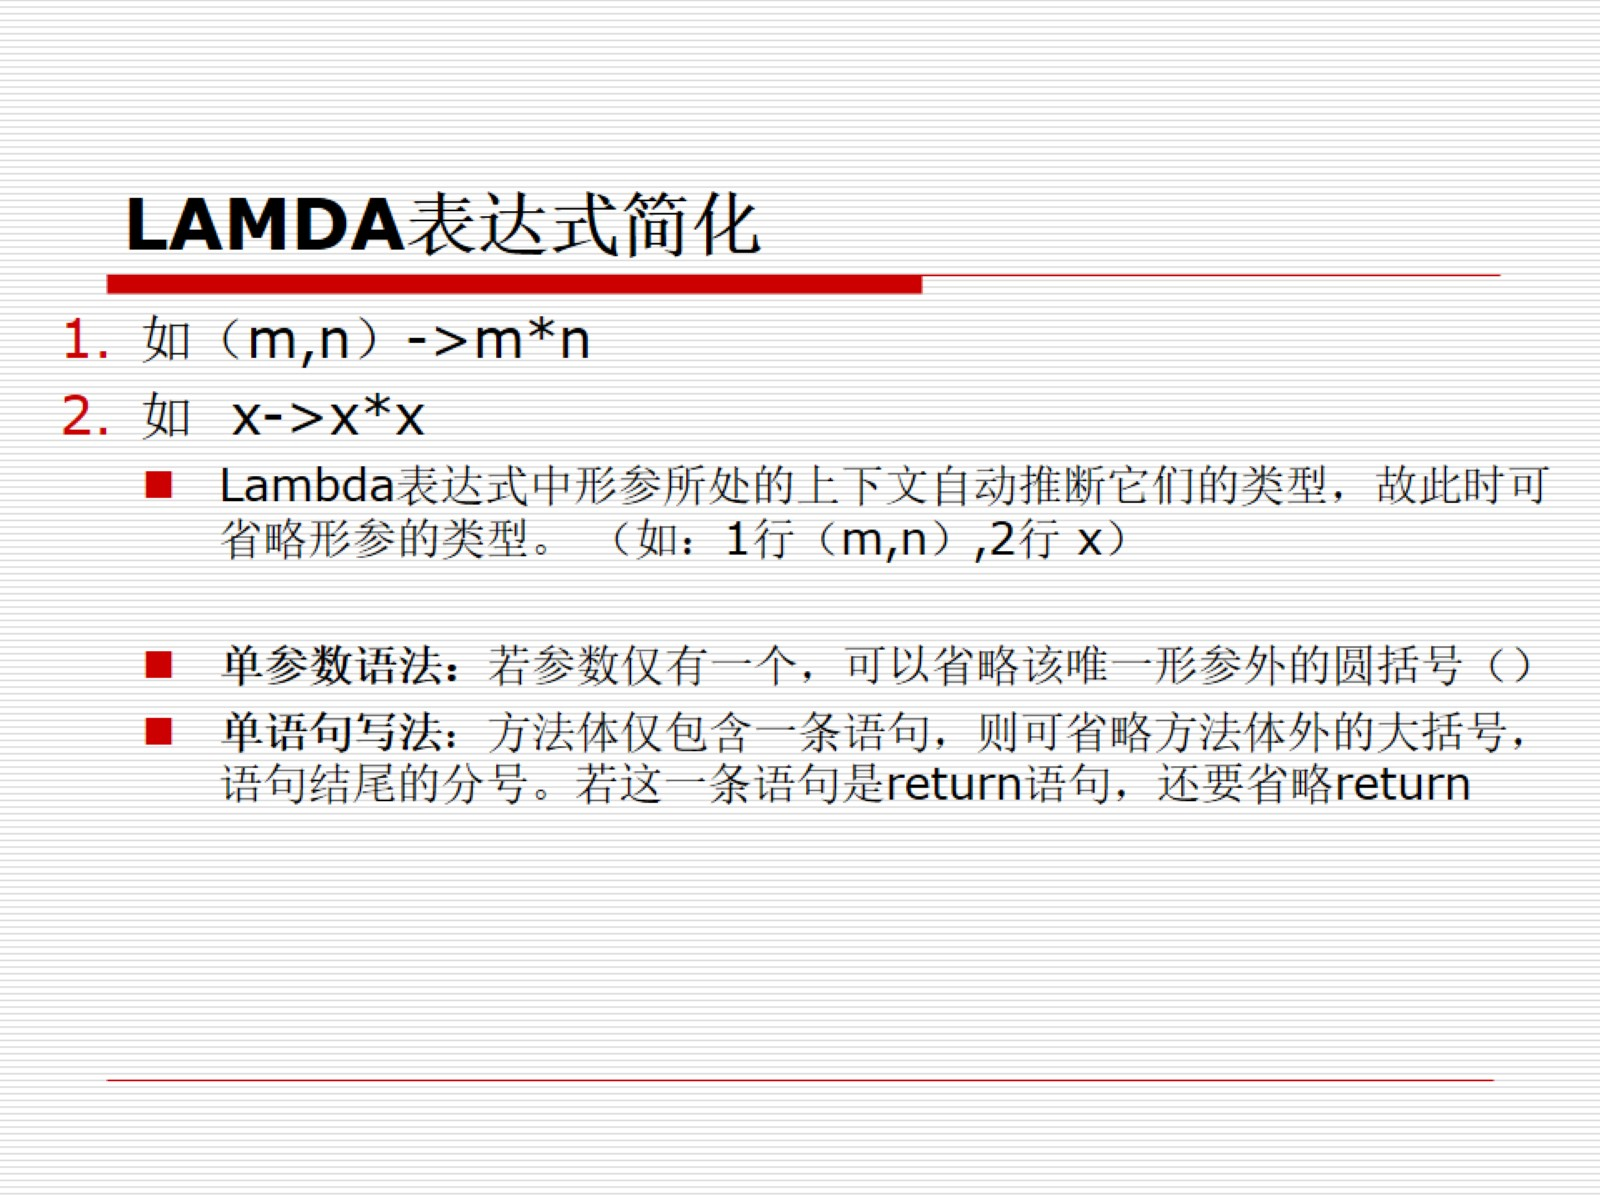 LAMDA表达式简化
1. 如（m,n）->m*n
2. 如 x->x*x
Lambda表达式中形参所处的上下文自动推断它们的类型，故此时可
省略形参的类型。 （如：1行（m,n）,2行 x）
单参数语法：若参数仅有一个，可以省略该唯一形参外的圆括号（）
单语句写法：方法体仅包含一条语句，则可省略方法体外的大括号，
语句结尾的分号。若这一条语句是return语句，还要省略return